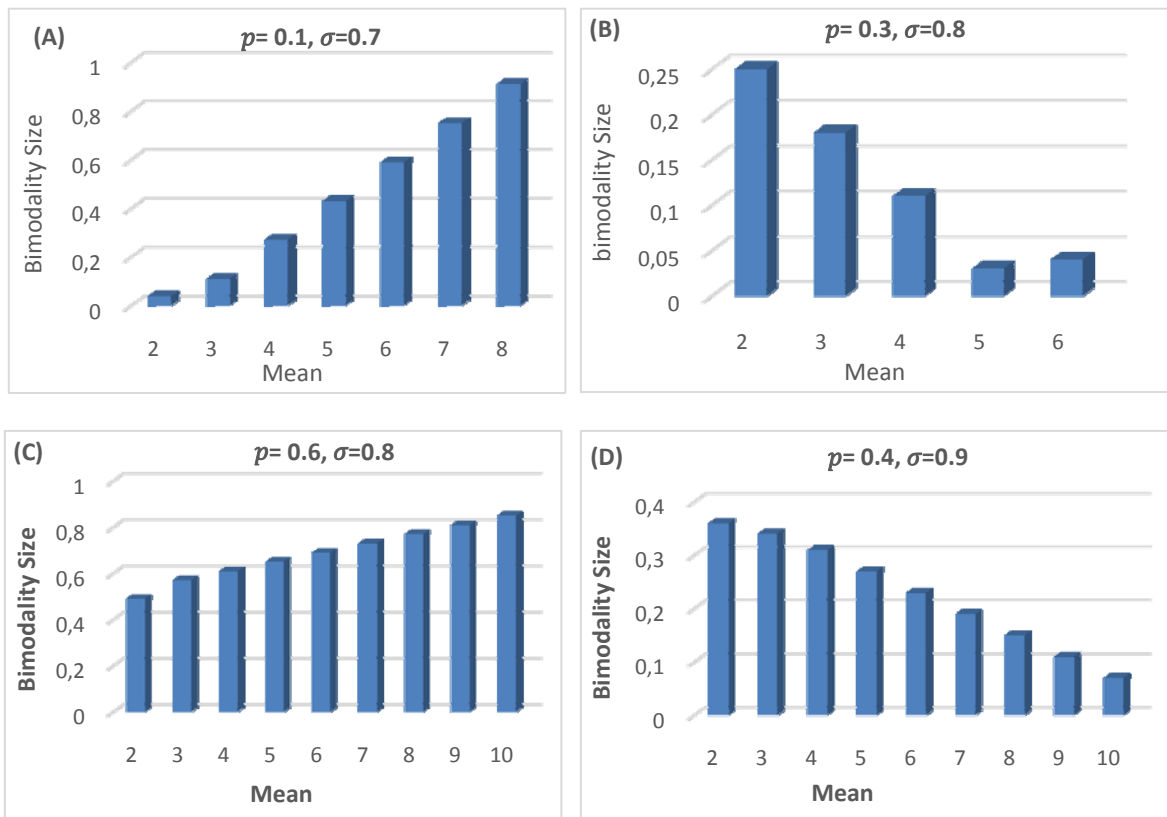 (A)
p= 0.1, σ=0.7
Bimodality Size
1
0,8
0,6
0,4
0,2
0
2 3 4 5 6 7 8
Mean
(B)
p= 0.3, σ=0.8
bimodality Size
0,25
0,2
0,15
0,1
0,05
0
2 3 4 5 6
Mean
(C)
p= 0.6, σ=0.8
Bimodality Size
1
0,8
0,6
0,4
0,2
0
2 3 4 5 6 7 8 9 10
Mean
(D)
p= 0.4, σ=0.9
Bimodality Size
0,4
0,3
0,2
0,1
0
2 3 4 5 6 7 8 9 10
Mean